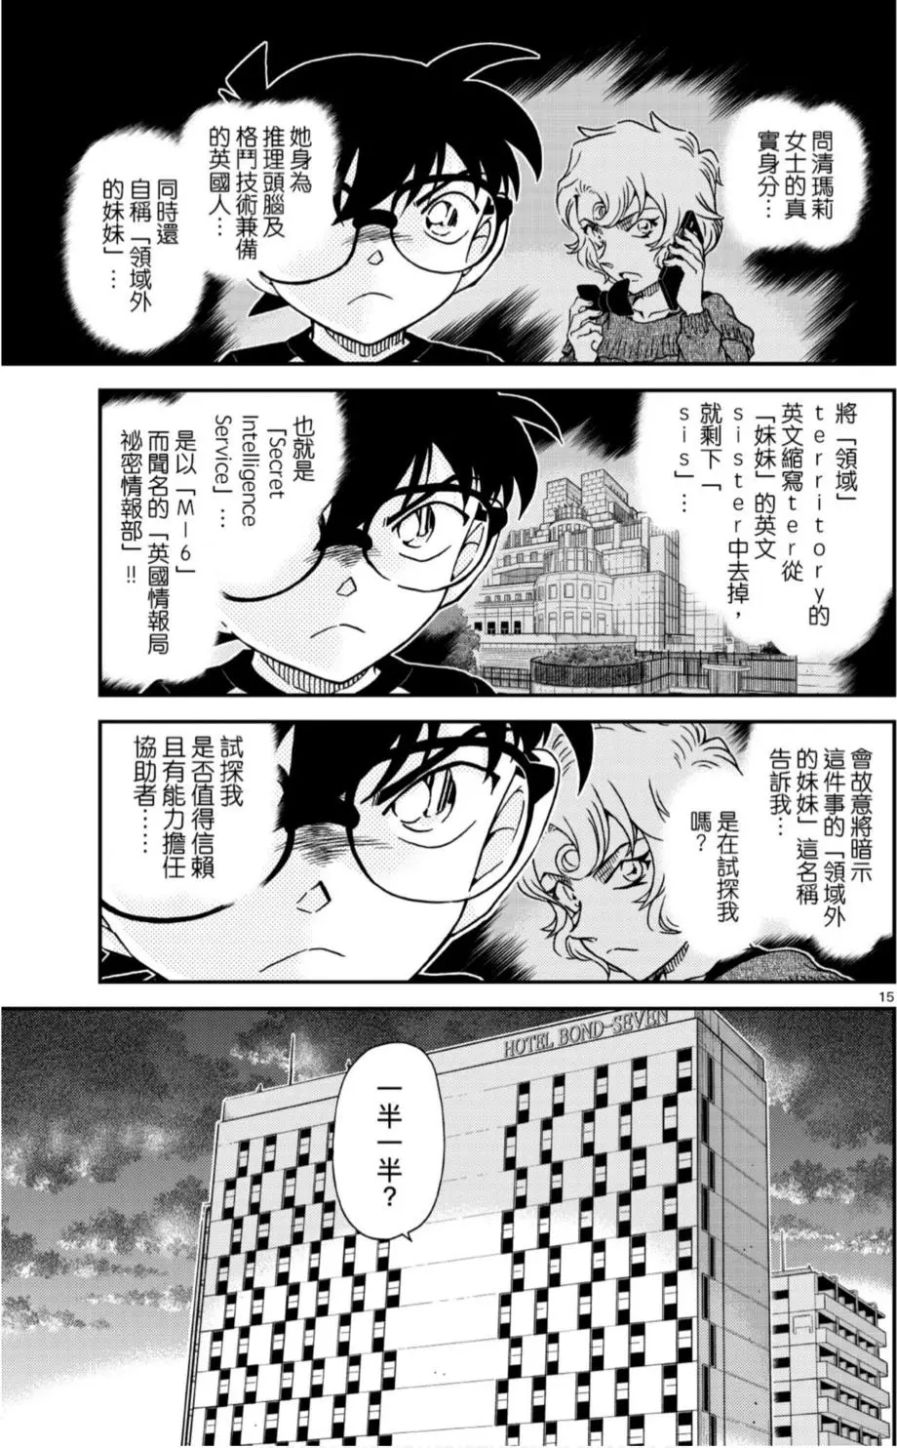 問清瑪莉
女士的真
實身分…
她身為
推理頭腦及
格鬥技術兼備
的英國人…
同時還
自稱「領域外
的妹妹」…
將「領域」
territory的
英文縮寫ter從
「妹妹」的英文
sister中去掉，
就剩下「
sis」…
也就是
「Secret
Intelligence
Service」…
是以「MI6」
而聞名的「英國情報局
祕密情報部」!!
會故意將暗示
這件事的「領域外
的妹妹」這名稱
告訴我…
是在試探我
嗎？
試探我
是否值得信賴
且有能力擔任
協助者……
15
HOTEL BOND-SEVEN
一半一半？